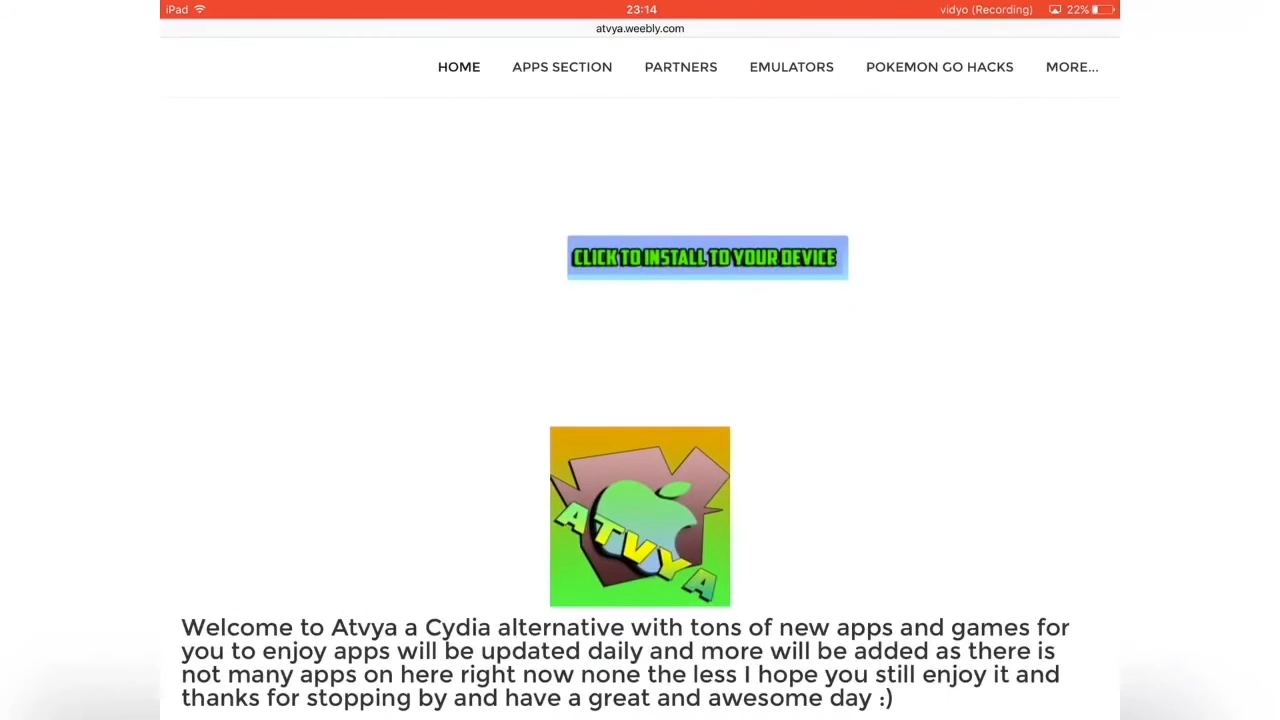 iPad 23:14 vidyo (Recording) 22%
atvya.weebly.com
HOME APPS SECTION PARTNERS EMULATORS POKEMON GO HACKS MORE...
CLICK TO INSTALL TO YOUR DEVICE
ATVYA
Welcome to Atvya a Cydia alternative with tons of new apps and games for
you to enjoy apps will be updated daily and more will be added as there is
not many apps on here right now none the less I hope you still enjoy it and
thanks for stopping by and have a great and awesome day :)